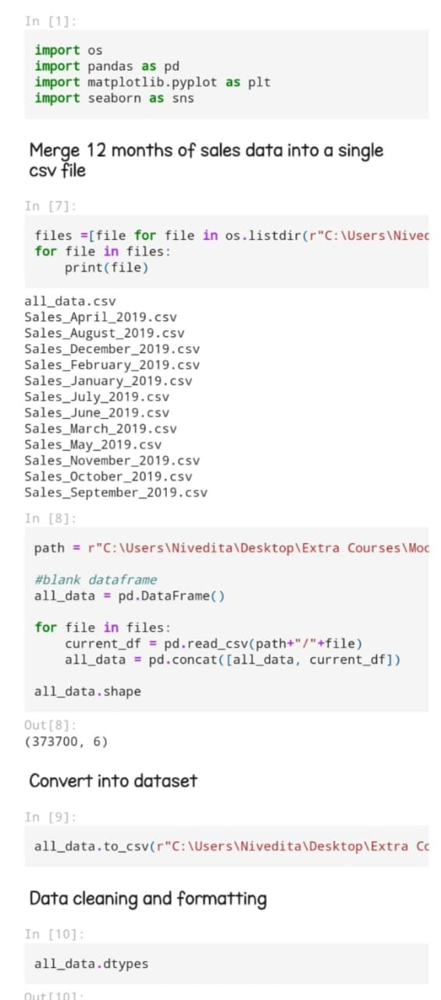 In [1]:
import os
import pandas as pd
import matplotlib.pyplot as plt
import seaborn as sns
Merge 12 months of sales data into a single
csv file
In [7]:
files =[file for file in os.listdir(r"C:\Users\Nived
for file in files:
    print(file)
all_data.csv
Sales_April_2019.csv
Sales_August_2019.csv
Sales_December_2019.csv
Sales_February_2019.csv
Sales_January_2019.csv
Sales_July_2019.csv
Sales_June_2019.csv
Sales_March_2019.csv
Sales_May_2019.csv
Sales_November_2019.csv
Sales_October_2019.csv
Sales_September_2019.csv
In [8]:
path = r"C:\Users\Nivedita\Desktop\Extra Courses\Moc
#blank dataframe
all_data = pd.DataFrame()
for file in files:
    current_df = pd.read_csv(path+"/"+file)
    all_data = pd.concat([all_data, current_df])
all_data.shape
Out[8]:
(373700, 6)
Convert into dataset
In [9]:
all_data.to_csv(r"C:\Users\Nivedita\Desktop\Extra Co
Data cleaning and formatting
In [10]:
all_data.dtypes
Out[10]: